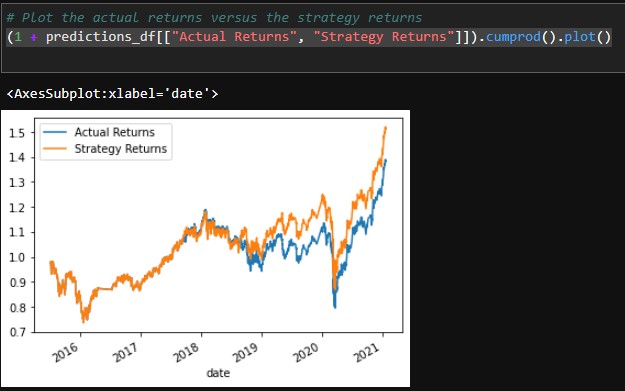 # Plot the actual returns versus the strategy returns
(1 + predictions_df[["Actual Returns", "Strategy Returns"]]).cumprod().plot()
<AxesSubplot:xlabel='date'>
Actual Returns
Strategy Returns
1.5
1.4
1.3
1.2
1.1
1.0
0.9
0.8
0.7
2016
2017
2018
2019
2020
2021
date